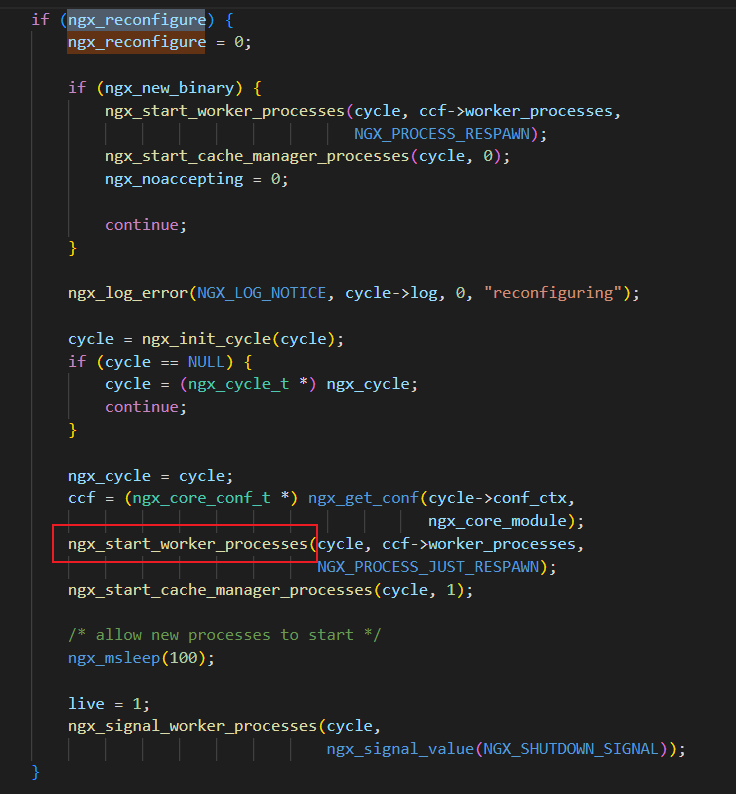 if (ngx_reconfigure) {
    ngx_reconfigure = 0;

    if (ngx_new_binary) {
        ngx_start_worker_processes(cycle, ccf->worker_processes,
                                   NGX_PROCESS_RESPAWN);
        ngx_start_cache_manager_processes(cycle, 0);
        ngx_noaccepting = 0;

        continue;
    }

    ngx_log_error(NGX_LOG_NOTICE, cycle->log, 0, "reconfiguring");

    cycle = ngx_init_cycle(cycle);
    if (cycle == NULL) {
        cycle = (ngx_cycle_t *) ngx_cycle;
        continue;
    }

    ngx_cycle = cycle;
    ccf = (ngx_core_conf_t *) ngx_get_conf(cycle->conf_ctx,
                                           ngx_core_module);
    ngx_start_worker_processes(cycle, ccf->worker_processes,
                               NGX_PROCESS_JUST_RESPAWN);
    ngx_start_cache_manager_processes(cycle, 1);

    /* allow new processes to start */
    ngx_msleep(100);

    live = 1;
    ngx_signal_worker_processes(cycle,
                                ngx_signal_value(NGX_SHUTDOWN_SIGNAL));
}